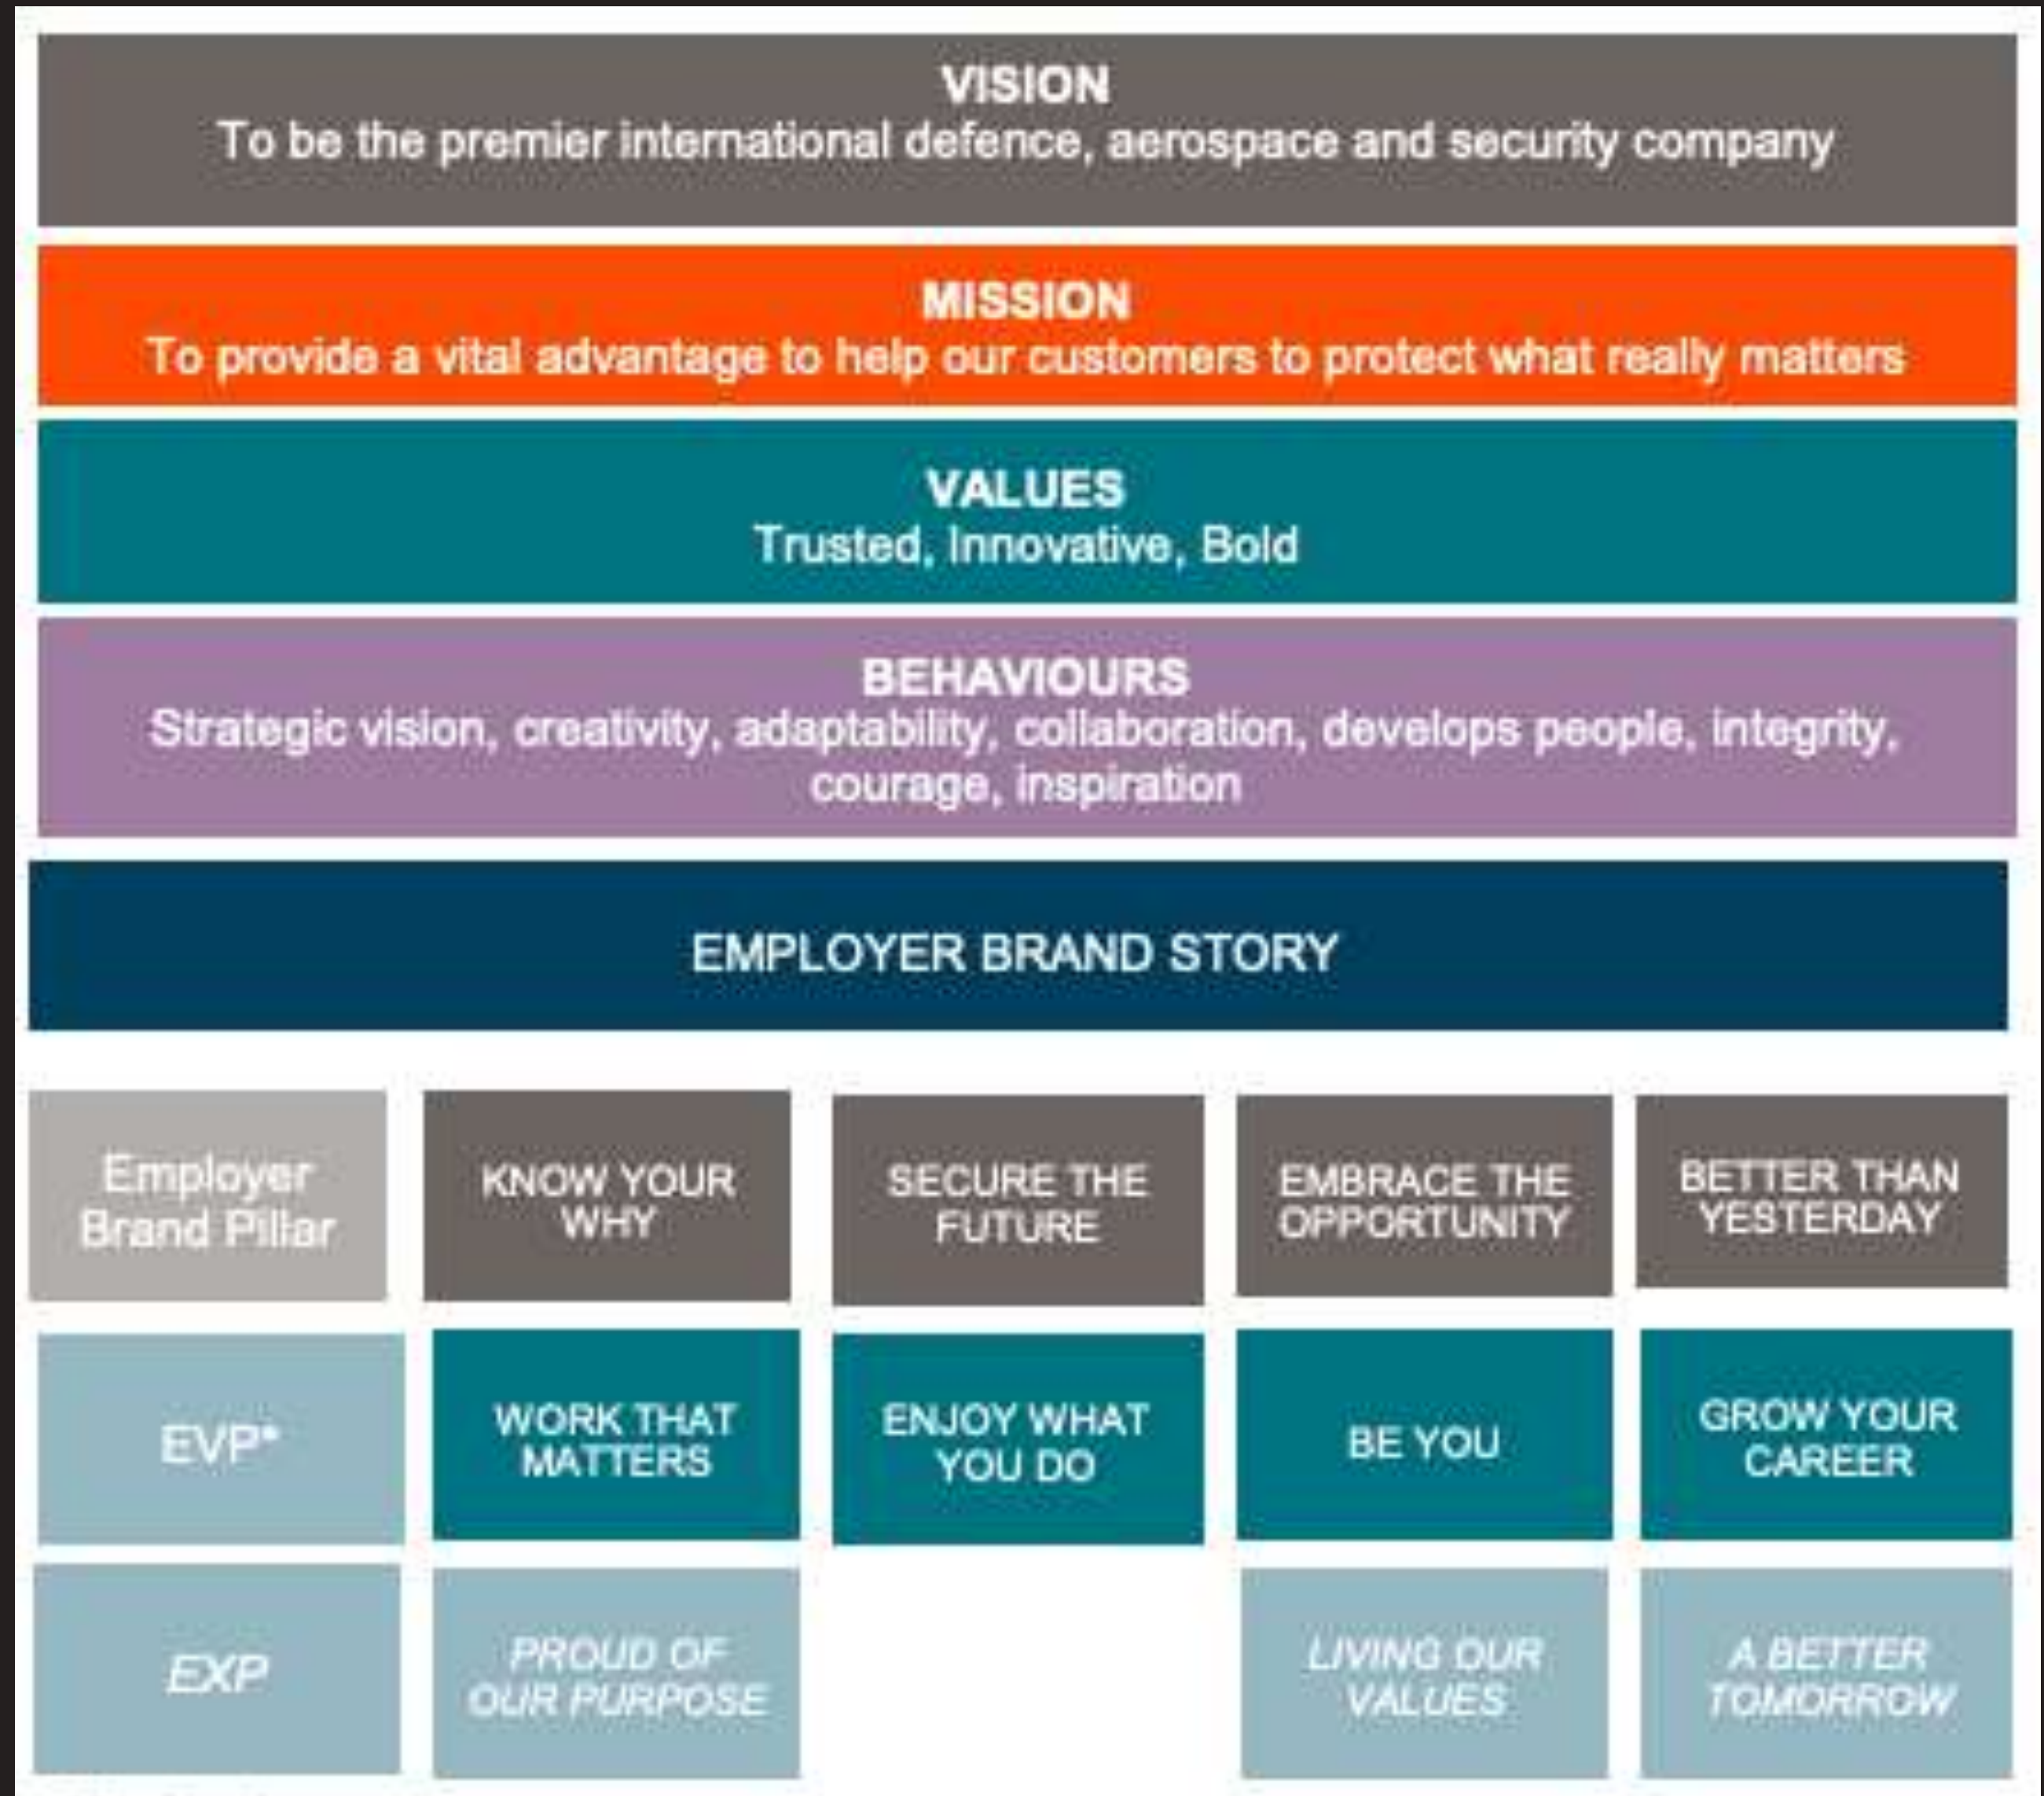 VISION
To be the premier international defence, aerospace and security company
MISSION
To provide a vital advantage to help our customers to protect what really matters
VALUES
Trusted, Innovative, Bold
BEHAVIOURS
Strategic vision, creativity, adaptability, collaboration, develops people, integrity,
courage, inspiration
EMPLOYER BRAND STORY
Employer
Brand Pillar
KNOW YOUR
WHY
SECURE THE
FUTURE
EMBRACE THE
OPPORTUNITY
BETTER THAN
YESTERDAY
EVP*
WORK THAT
MATTERS
ENJOY WHAT
YOU DO
BE YOU
GROW YOUR
CAREER
EXP
PROUD OF
OUR PURPOSE
LIVING OUR
VALUES
A BETTER
TOMORROW